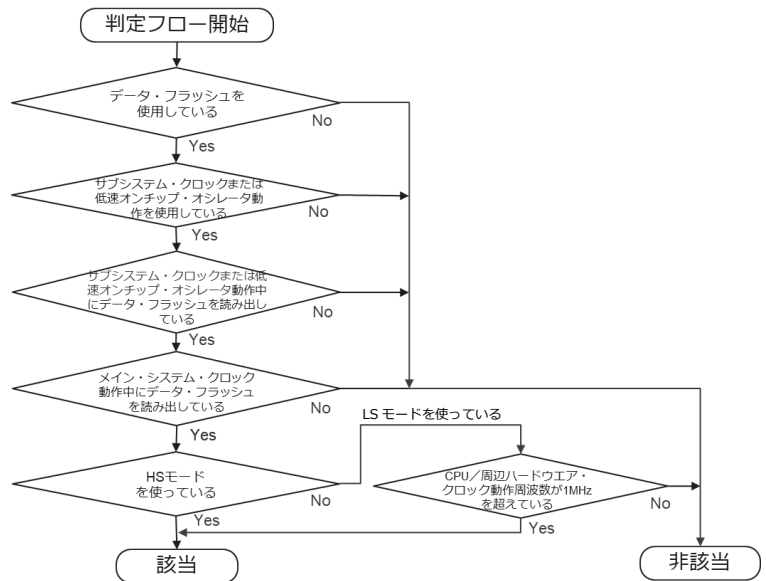 判定フロー開始
データ・フラッシュを
使用している
No
Yes
サブシステム・クロックまたは
低速オンチップ・オシレータ動
作を使用している
No
Yes
サブシステム・クロックまたは低
速オンチップ・オシレータ動作中
にデータ・フラッシュを読み出し
ている
No
Yes
メイン・システム・クロック
動作中にデータ・フラッシュ
を読み出している
No
Yes
LS モードを使っている
HSモード
を使っている
No
Yes
CPU／周辺ハードウエア・
クロック動作周波数が1MHz
を超えている
No
Yes
該当
非該当